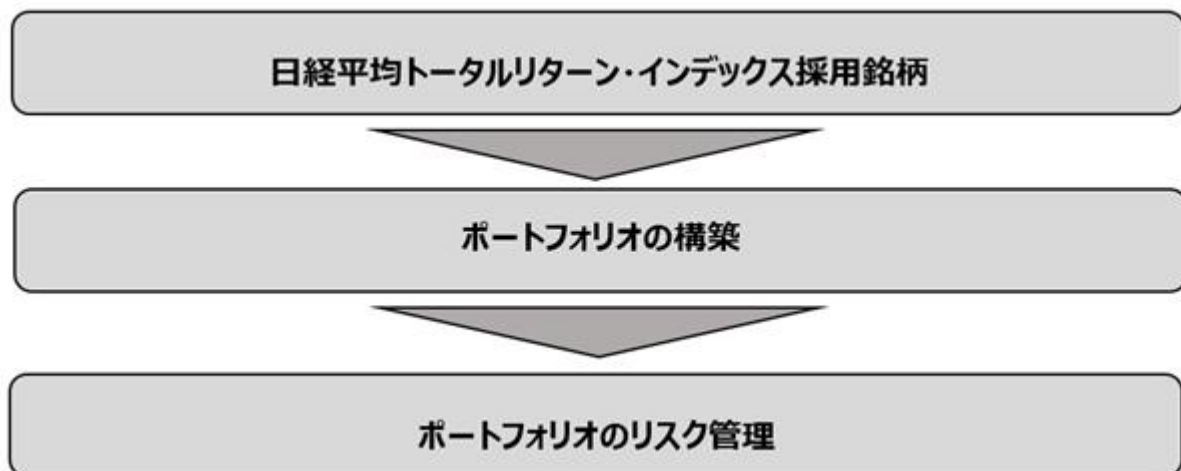 日経平均トータルリターン・インデックス採用銘柄
ポートフォリオの構築
ポートフォリオのリスク管理